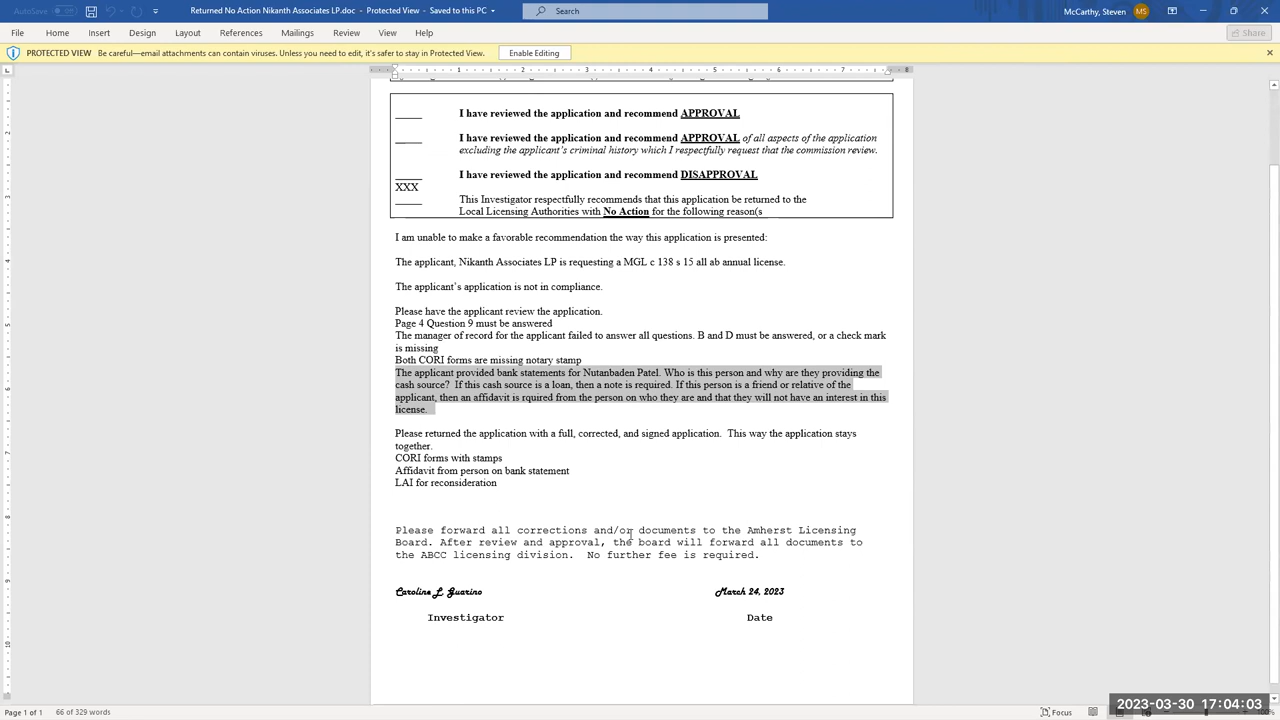 Returned No Action Nikanth Associates LP.doc - Protected View
Search
McCarthy, Steven
MS
File Home Insert Design Layout References Mailings Review View Help
Share
PROTECTED VIEW Be careful—email attachments can contain viruses. Unless you need to edit, it's safer to stay in Protected View. Enable Editing
I have reviewed the application and recommend APPROVAL
I have reviewed the application and recommend APPROVAL of all aspects of the application
excluding the applicant's criminal history which I respectfully request that the commission review.
I have reviewed the application and recommend DISAPPROVAL
XXX
This Investigator respectfully recommends that this application be returned to the
Local Licensing Authorities with No Action for the following reason(s
I am unable to make a favorable recommendation the way this application is presented:
The applicant, Nikanth Associates LP is requesting a MGL c 138 s 15 all ab annual license.
The applicant's application is not in compliance.
Please have the applicant review the application.
Page 4 Question 9 must be answered
The manager of record for the applicant failed to answer all questions. B and D must be answered, or a check mark
is missing
Both CORI forms are missing notary stamp
The applicant provided bank statements for Nutanbaden Patel. Who is this person and why are they providing the
cash source? If this cash source is a loan, then a note is required. If this person is a friend or relative of the
applicant, then an affidavit is rquired from the person on who they are and that they will not have an interest in this
license.
Please returned the application with a full, corrected, and signed application. This way the application stays
together.
CORI forms with stamps
Affidavit from person on bank statement
LAI for reconsideration
Please forward all corrections and/or documents to the Amherst Licensing
Board. After review and approval, the board will forward all documents to
the ABCC licensing division. No further fee is required.
Caroline L. Guarino March 24, 2023
Investigator Date
Page 1 of 1 66 of 329 words
Focus
2023-03-30 17:04:03